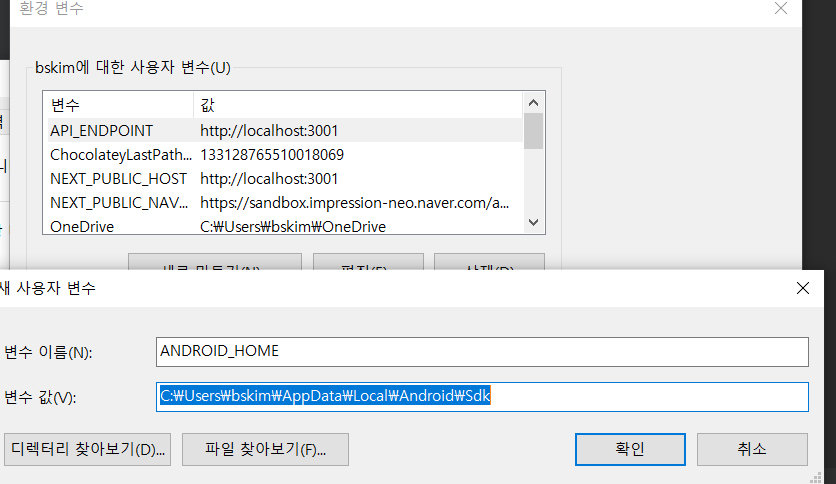 환경 변수
bskim에 대한 사용자 변수(U)
변수 값
API_ENDPOINT http://localhost:3001
ChocolateyLastPath... 133128765510018069
NEXT_PUBLIC_HOST http://localhost:3001
NEXT_PUBLIC_NAV... https://sandbox.impression-neo.naver.com/a...
OneDrive C:₩Users₩bskim₩OneDrive
새 사용자 변수
변수 이름(N): ANDROID_HOME
변수 값(V): C:₩Users₩bskim₩AppData₩Local₩Android₩Sdk
디렉터리 찾아보기(D)... 파일 찾아보기(F)... 확인 취소